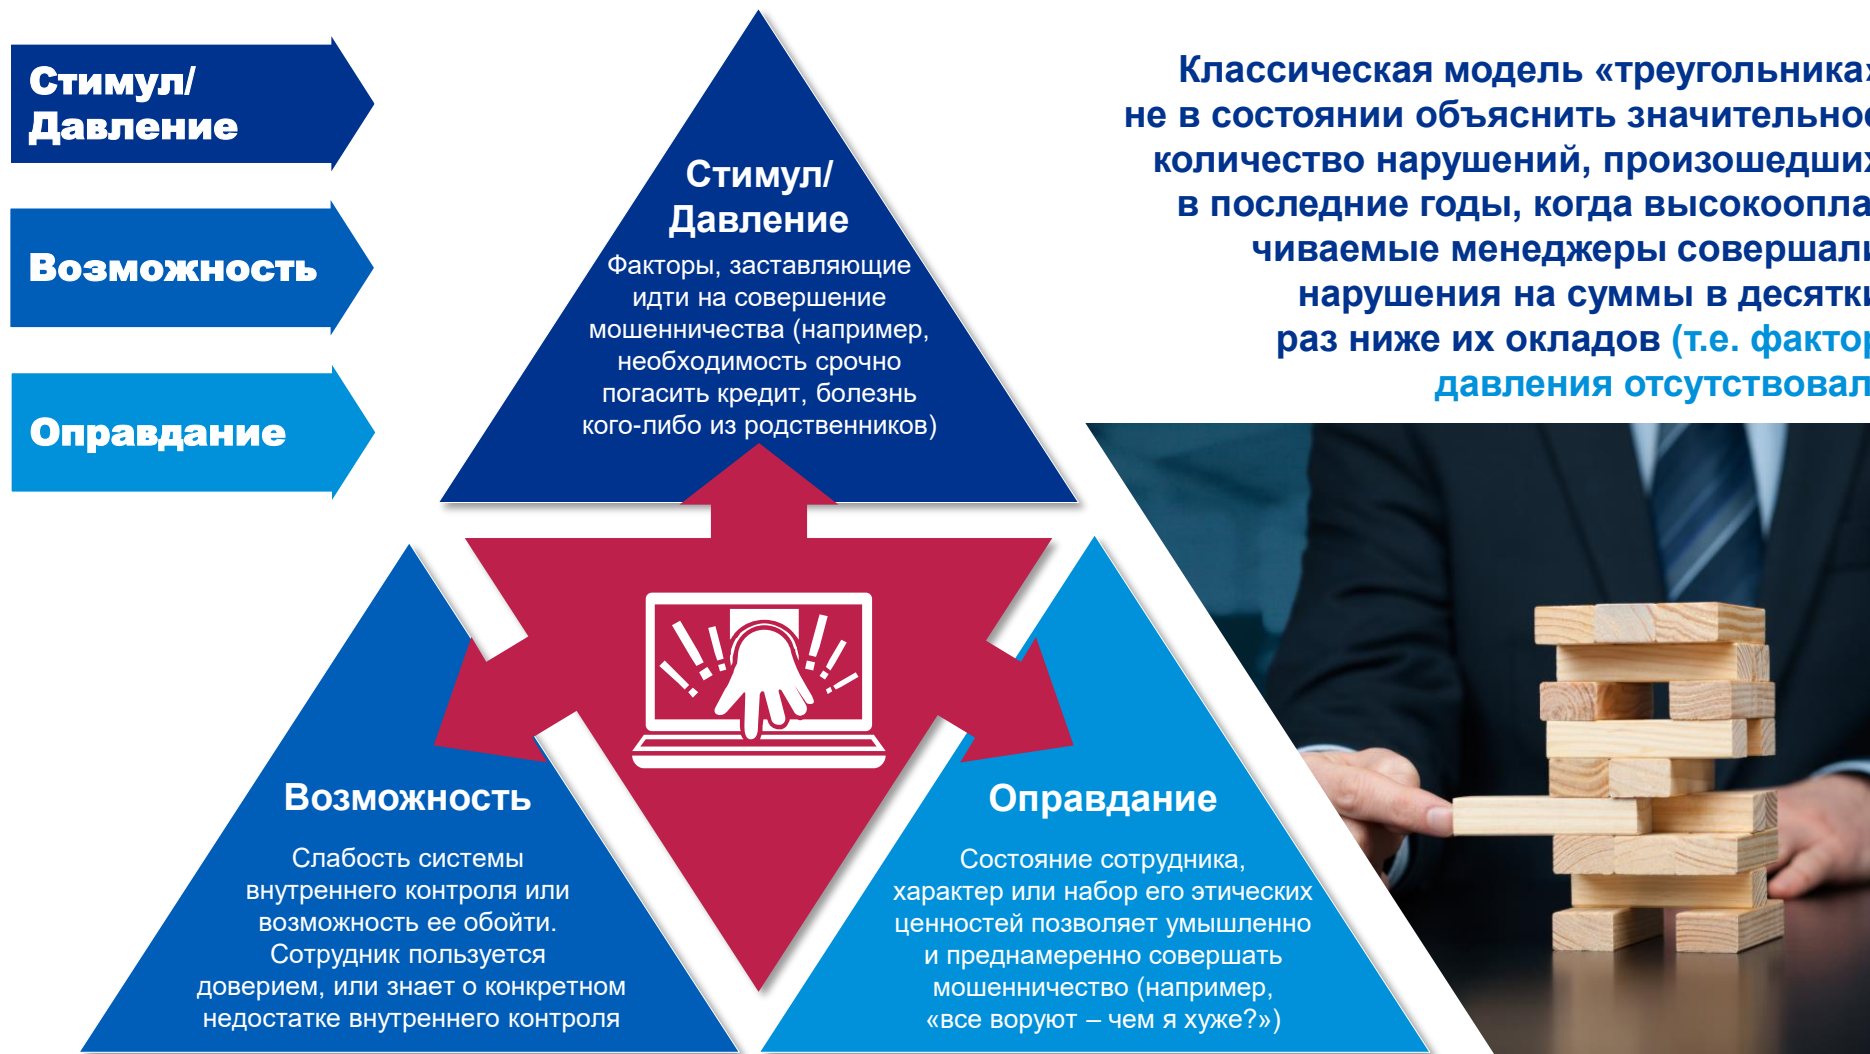 Стимул/
Давление
Возможность
Оправдание
Стимул/
Давление
Факторы, заставляющие
идти на совершение
мошенничества (например,
необходимость срочно
погасить кредит, болезнь
кого-либо из родственников)
Классическая модель «треугольника»
не в состоянии объяснить значительное
количество нарушений, произошедших
в последние годы, когда высокоопла-
чиваемые менеджеры совершали
нарушения на суммы в десятки
раз ниже их окладов (т.е. фактор
давления отсутствовал
Возможность
Слабость системы
внутреннего контроля или
возможность ее обойти.
Сотрудник пользуется
доверием, или знает о конкретном
недостатке внутреннего контроля
Оправдание
Состояние сотрудника,
характер или набор его этических
ценностей позволяет умышленно
и преднамеренно совершать
мошенничество (например,
«все воруют – чем я хуже?»)